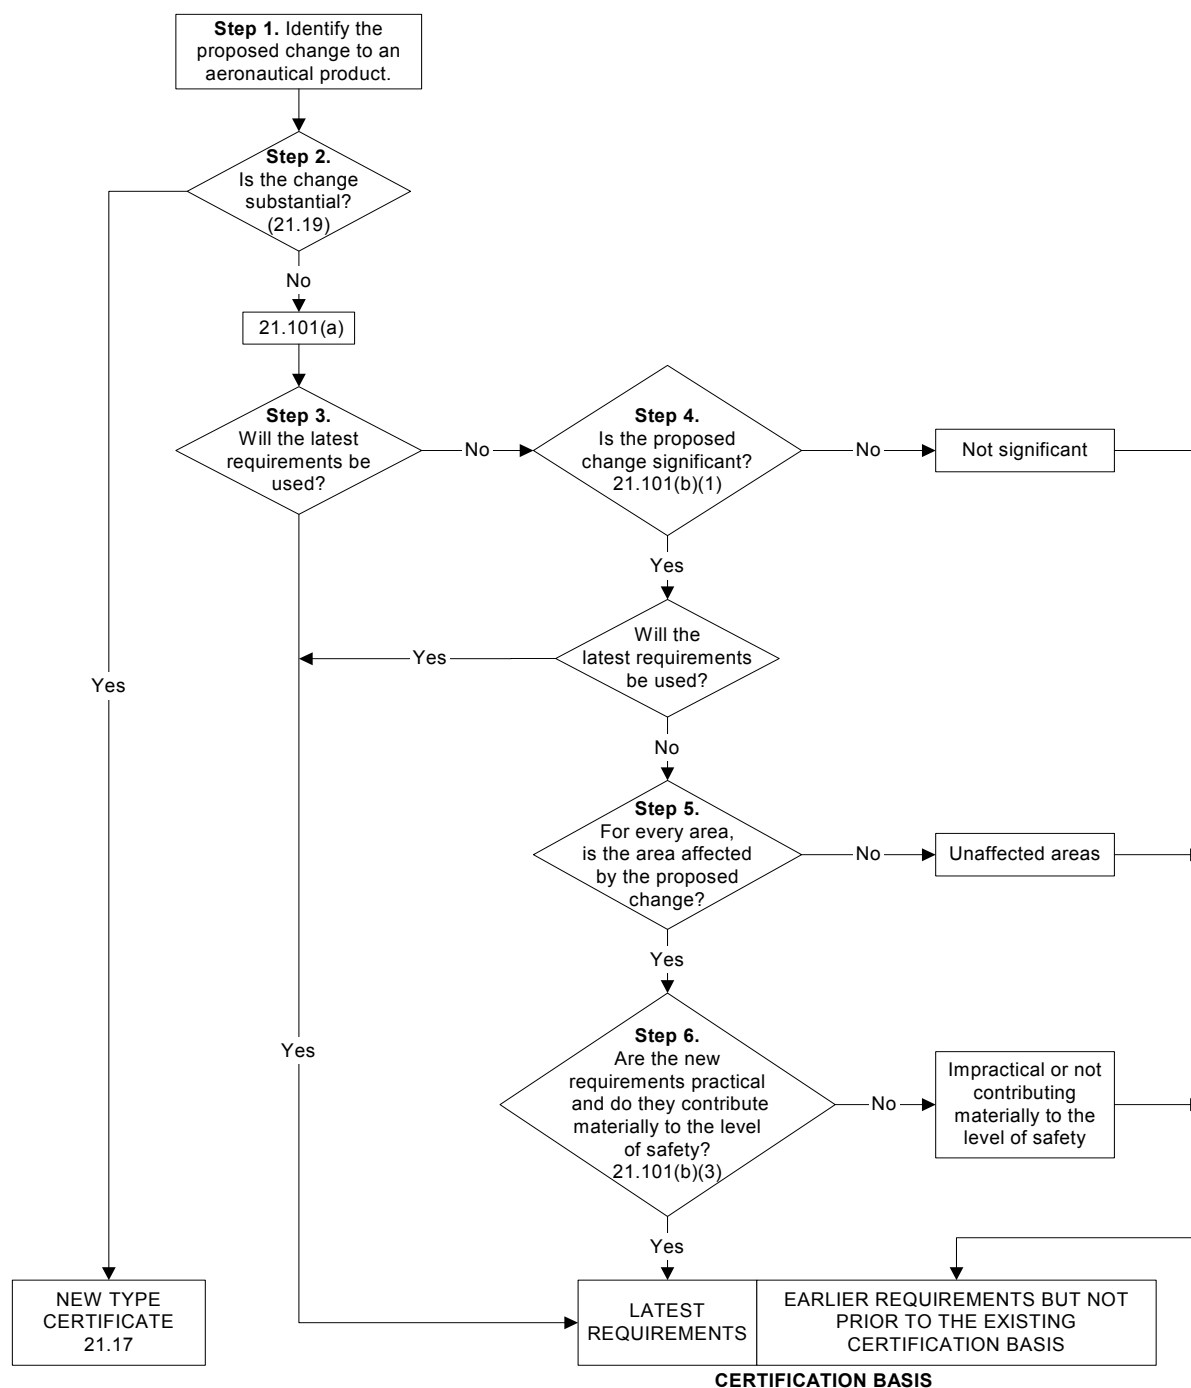 Step 1. Identify the
proposed change to an
aeronautical product.
Step 2.
Is the change
substantial?
(21.19)
No
21.101(a)
Step 3.
Will the latest
requirements be
used?
No
Step 4.
Is the proposed
change significant?
21.101(b)(1)
No
Not significant
Yes
Will the
latest requirements
be used?
Yes
Yes
No
Step 5.
For every area,
is the area affected
by the proposed
change?
No
Unaffected areas
Yes
Step 6.
Are the new
requirements practical
and do they contribute
materially to the level
of safety?
21.101(b)(3)
No
Impractical or not
contributing
materially to the
level of safety
Yes
Yes
NEW TYPE
CERTIFICATE
21.17
LATEST
REQUIREMENTS
EARLIER REQUIREMENTS BUT NOT
PRIOR TO THE EXISTING
CERTIFICATION BASIS
CERTIFICATION BASIS